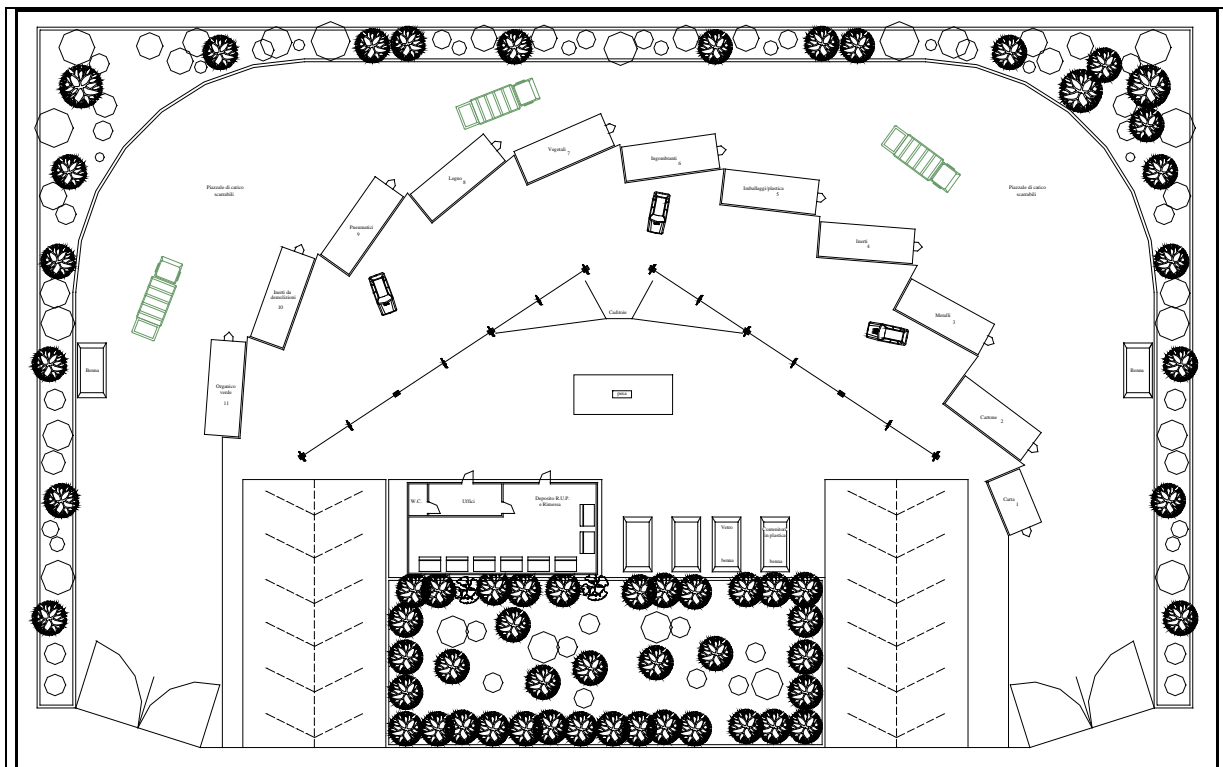 Vegetali
7
Ingombranti
6
Legno
8
Imballaggi/plastica
5
Piazzale di carico
scarrabili
Piazzale di carico
scarrabili
Pneumatici
9
Inerti
4
Inerti da
demolizioni
10
Caditoie
Metalli
3
Benna
Benna
Organico
verde
11
pesa
Cartone
2
W.C.
Uffici
Deposito R.U.P.
e Rimessa
Carta
1
Vetro
benna
Contenitori
in plastica
benna